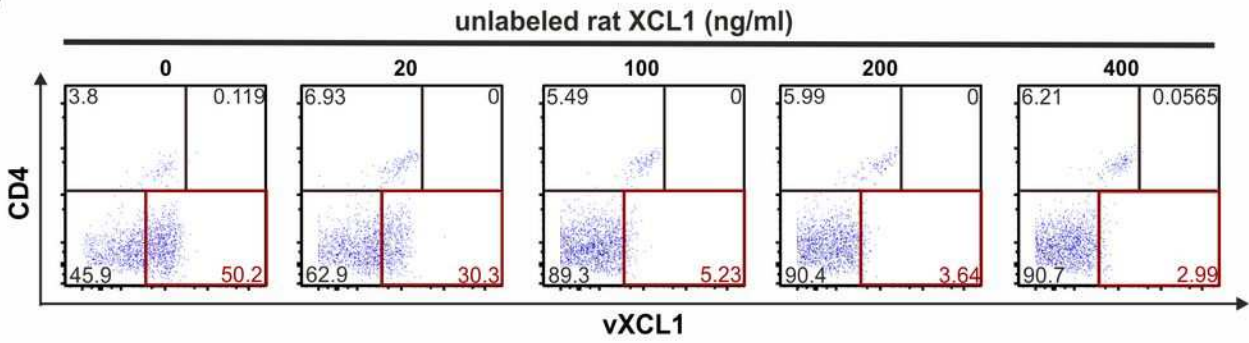 unlabeled rat XCL1 (ng/ml)
0 20 100 200 400
3.8 0.119 6.93 0 5.49 0 5.99 0 6.21 0.0565
CD4
45.9 50.2 62.9 30.3 89.3 5.23 90.4 3.64 90.7 2.99
vXCL1